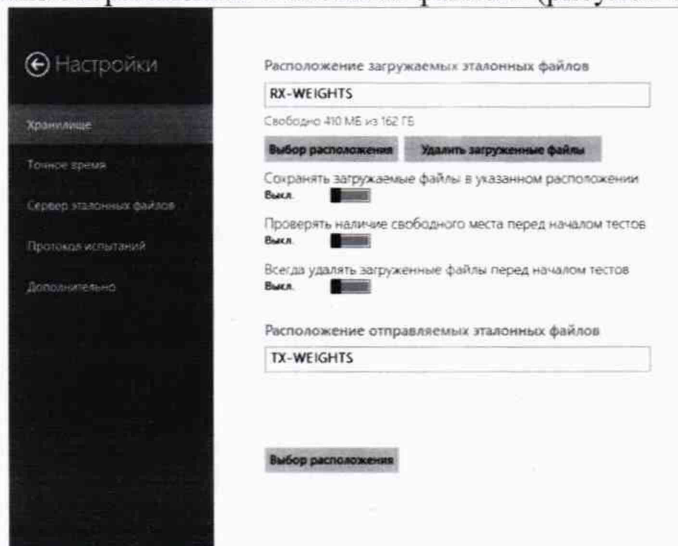 Настройки
Хранилище
Точное время
Сервер эталонных файлов
Протокол испытаний
Дополнительно
Расположение загружаемых эталонных файлов
RX-WEIGHTS
Свободно 410 МБ из 162 ГБ
Выбор расположения Удалить загруженные файлы
Сохранять загружаемые файлы в указанном расположении
Выкл.
Проверять наличие свободного места перед началом тестов
Выкл.
Всегда удалять загруженные файлы перед началом тестов
Выкл.
Расположение отправляемых эталонных файлов
TX-WEIGHTS
Выбор расположения